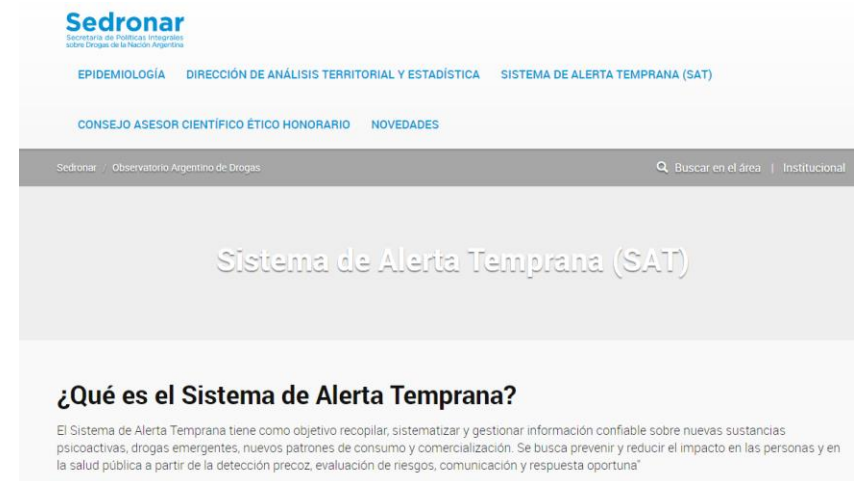 Sedronar
Secretaría de Políticas Integrales
sobre Drogas de la Nación Argentina
EPIDEMIOLOGÍA DIRECCIÓN DE ANÁLISIS TERRITORIAL Y ESTADÍSTICA SISTEMA DE ALERTA TEMPRANA (SAT)
CONSEJO ASESOR CIENTÍFICO ÉTICO HONORARIO NOVEDADES
Sedronar / Observatorio Argentino de Drogas Buscar en el área | Institucional
Sistema de Alerta Temprana (SAT)
¿Qué es el Sistema de Alerta Temprana?
El Sistema de Alerta Temprana tiene como objetivo recopilar, sistematizar y gestionar información confiable sobre nuevas sustancias
psicoactivas, drogas emergentes, nuevos patrones de consumo y comercialización. Se busca prevenir y reducir el impacto en las personas y en
la salud pública a partir de la detección precoz, evaluación de riesgos, comunicación y respuesta oportuna"